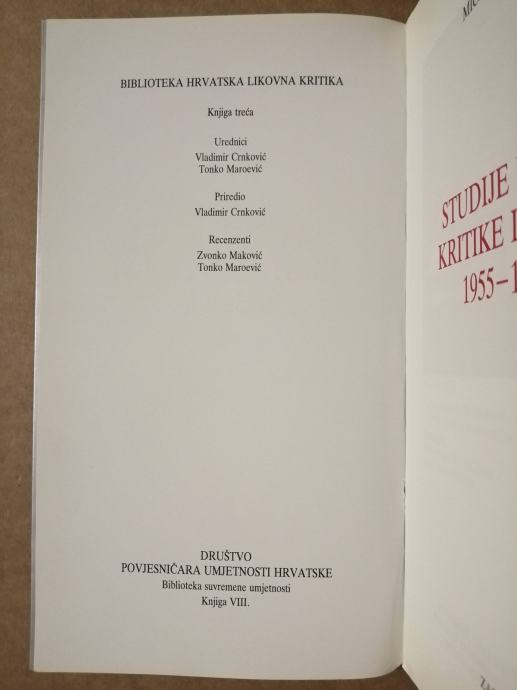 BIBLIOTEKA HRVATSKA LIKOVNA KRITIKA
Knjiga treća
Urednici
Vladimir Crnković
Tonko Maroević
Priredio
Vladimir Crnković
Recenzenti
Zvonko Maković
Tonko Maroević
DRUŠTVO
POVJESNIČARA UMJETNOSTI HRVATSKE
Biblioteka suvremene umjetnosti
Knjiga VIII.
STUDIJE
KRITIKE
1955–1